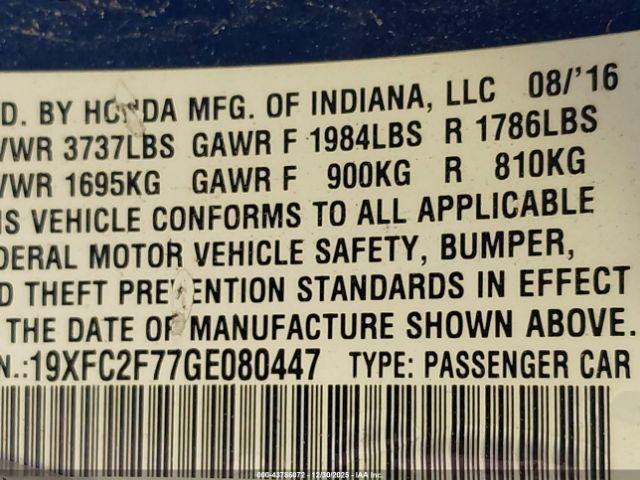 D. BY HONDA MFG. OF INDIANA, LLC 08/'16
VWR 3737LBS GAWR F 1984LBS R 1786LBS
VWR 1695KG GAWR F 900KG R 810KG
IS VEHICLE CONFORMS TO ALL APPLICABLE
DERAL MOTOR VEHICLE SAFETY, BUMPER,
D THEFT PREVENTION STANDARDS IN EFFECT
THE DATE OF MANUFACTURE SHOWN ABOVE.
N.:19XFC2F77GE080447 TYPE: PASSENGER CAR
000-43786072 - 12/30/2025 - IAA Inc.